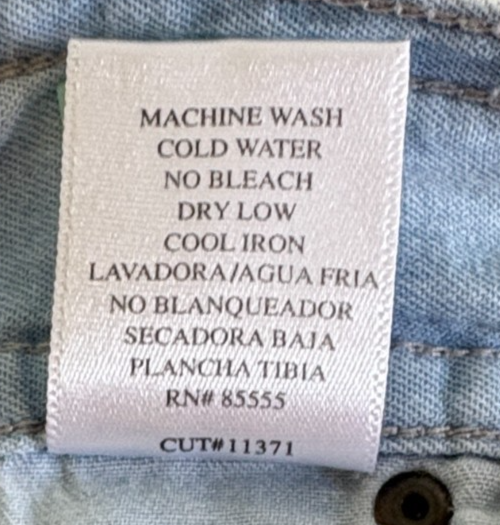 MACHINE WASH
COLD WATER
NO BLEACH
DRY LOW
COOL IRON
LAVADORA/AGUA FRIA
NO BLANQUEADOR
SECADORA BAJA
PLANCHA TIBIA
RN# 85555
CUT#11371